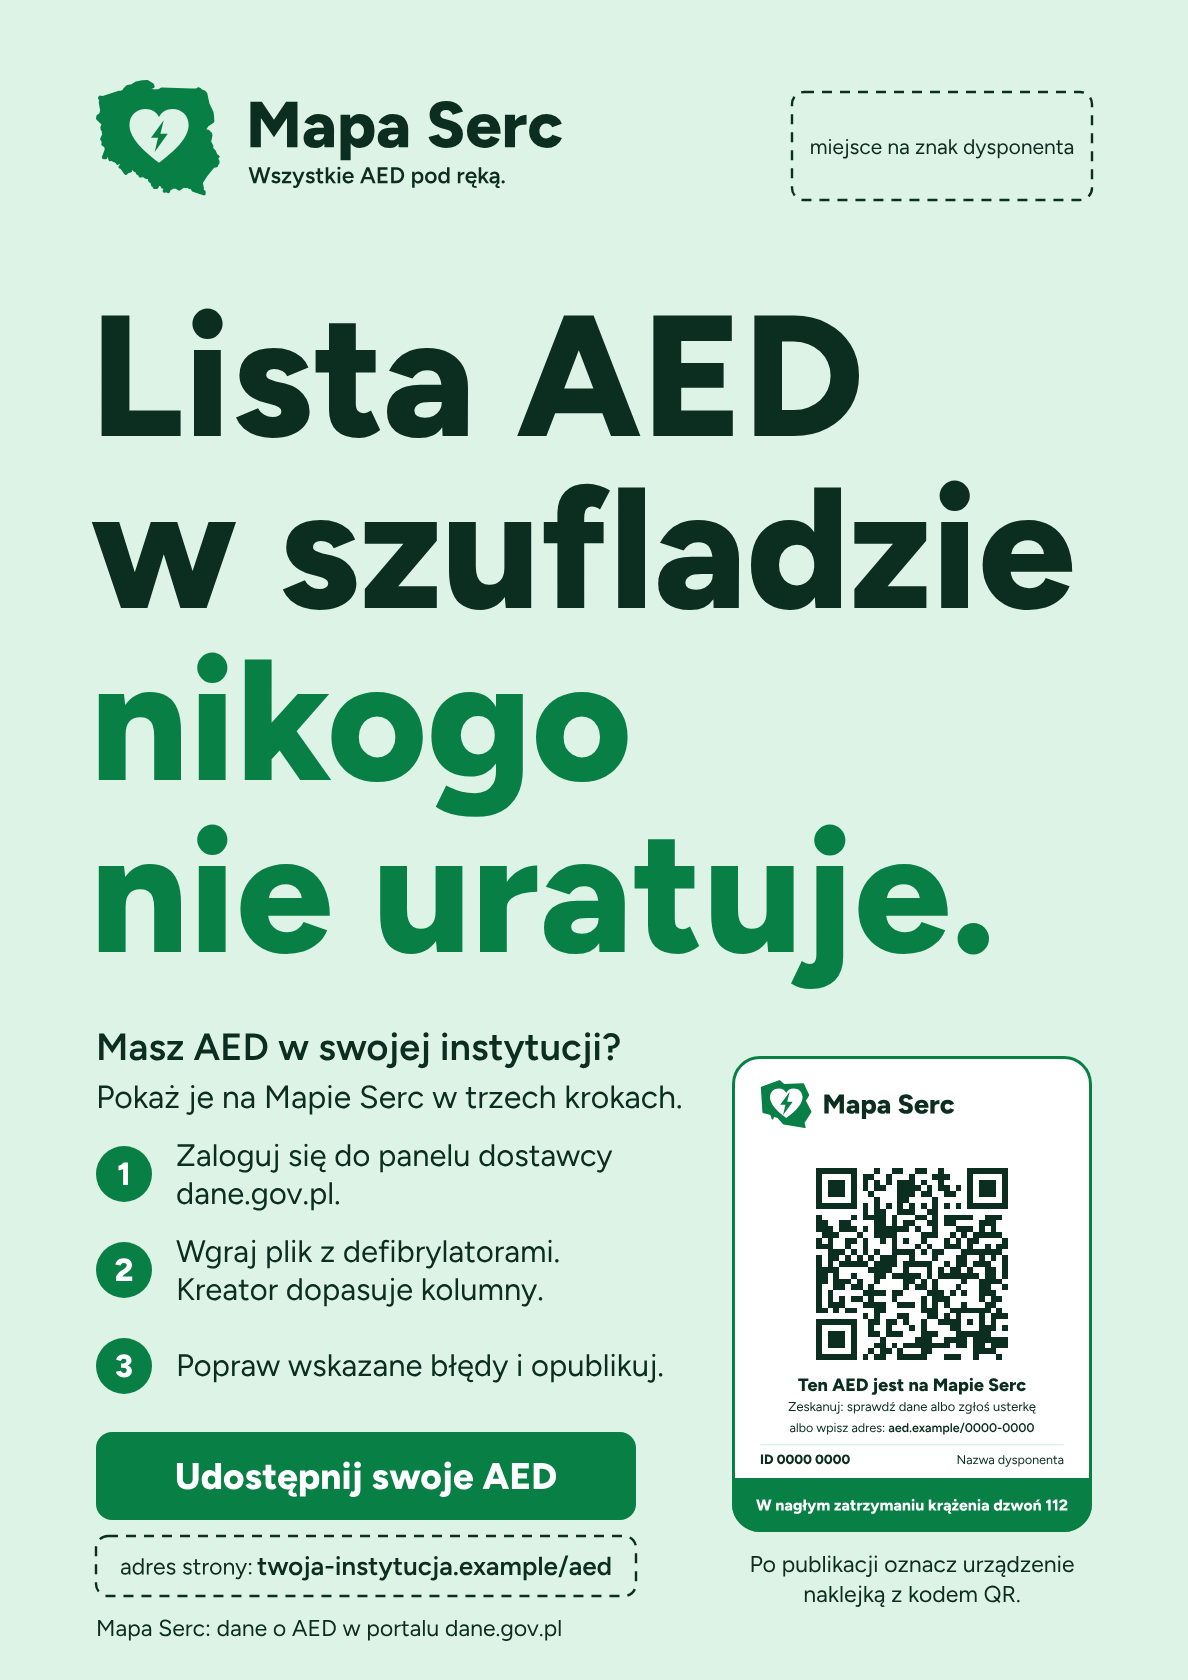 Mapa Serc
Wszystkie AED pod ręką.
miejsce na znak dysponenta
Lista AED
w szufladzie
nikogo
nie uratuje.
Masz AED w swojej instytucji?
Pokaż je na Mapie Serc w trzech krokach.
1
Zaloguj się do panelu dostawcy
dane.gov.pl.
2
Wgraj plik z defibrylatorami.
Kreator dopasuje kolumny.
3
Popraw wskazane błędy i opublikuj.
Udostępnij swoje AED
adres strony: twoja-instytucja.example/aed
Mapa Serc: dane o AED w portalu dane.gov.pl
Mapa Serc
Ten AED jest na Mapie Serc
Zeskanuj: sprawdź dane albo zgłoś usterkę
albo wpisz adres: aed.example/0000-0000
ID 0000 0000
Nazwa dysponenta
W nagłym zatrzymaniu krążenia dzwoń 112
Po publikacji oznacz urządzenie
naklejką z kodem QR.